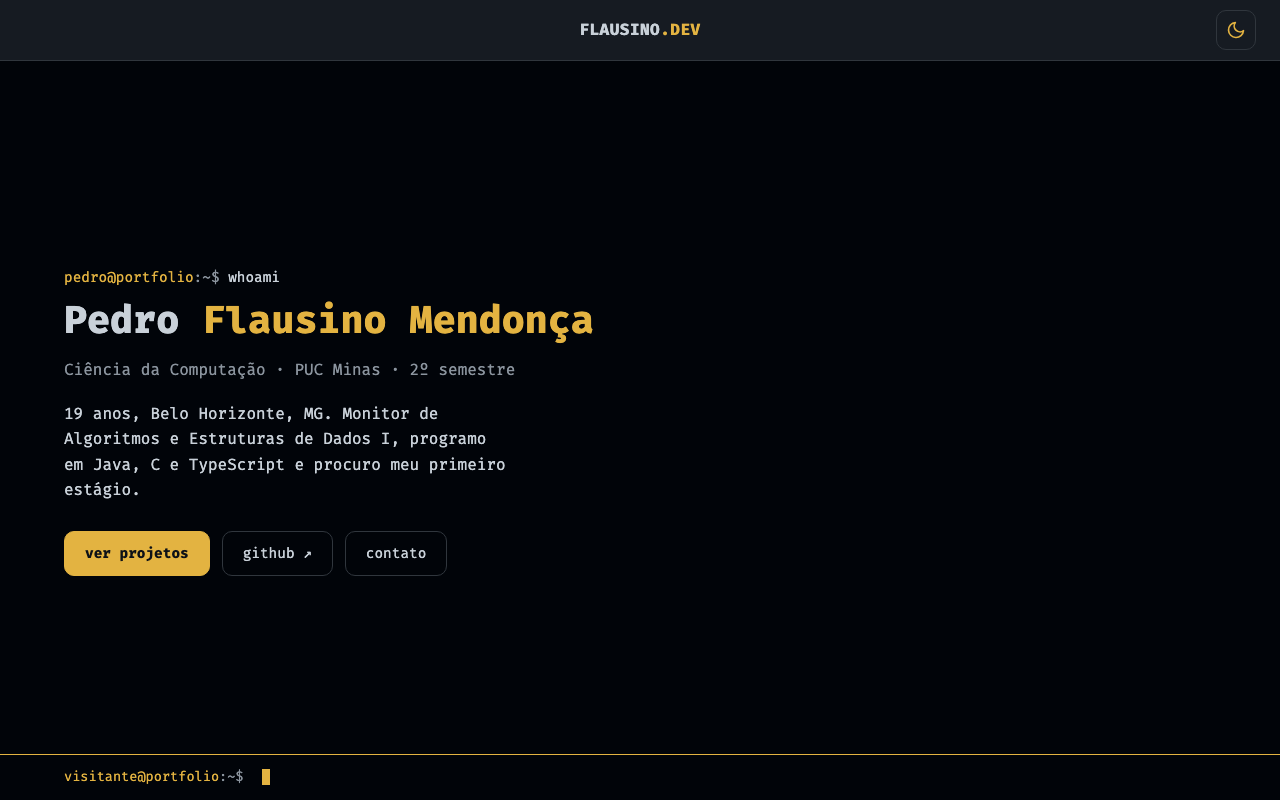 FLAUSINO.DEV
pedro@portfolio:~$ whoami
Pedro Flausino Mendonça
Ciência da Computação · PUC Minas · 2º semestre
19 anos, Belo Horizonte, MG. Monitor de
Algoritmos e Estruturas de Dados I, programo
em Java, C e TypeScript e procuro meu primeiro
estágio.
ver projetos github ↗ contato
visitante@portfolio:~$